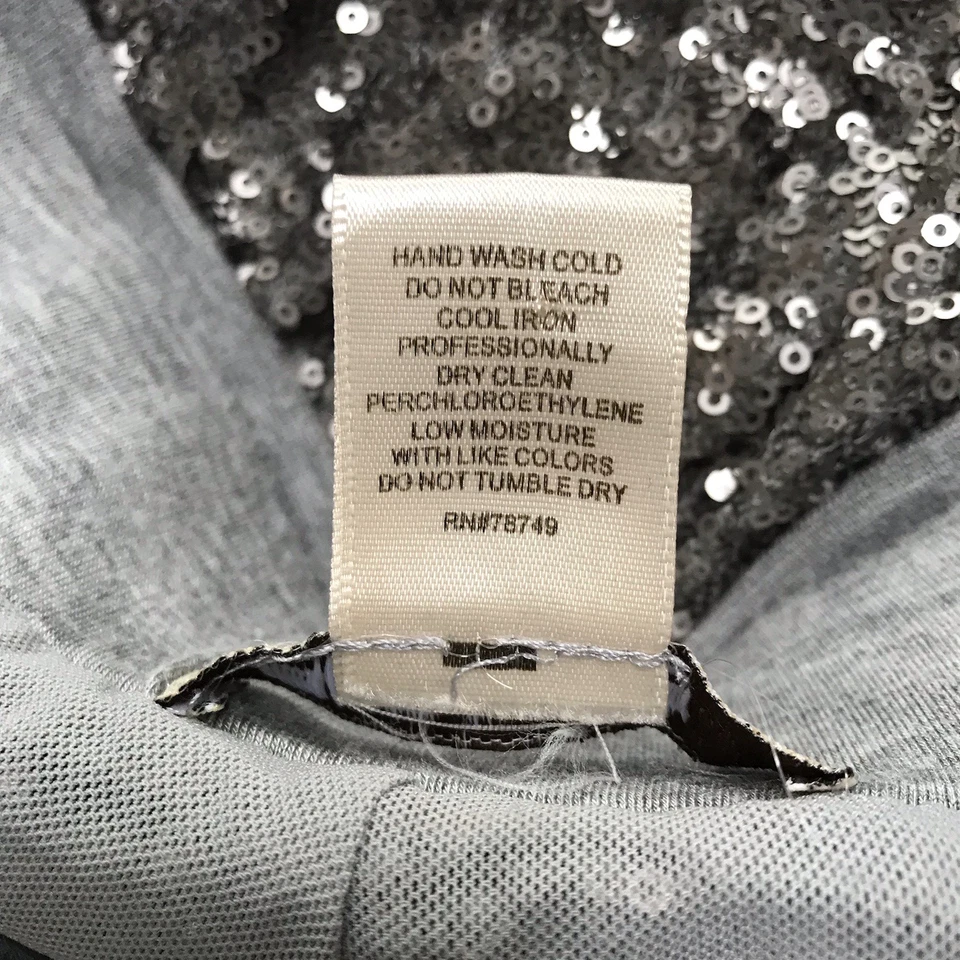 HAND WASH COLD
DO NOT BLEACH
COOL IRON
PROFESSIONALLY
DRY CLEAN
PERCHLOROETHYLENE
LOW MOISTURE
WITH LIKE COLORS
DO NOT TUMBLE DRY
RN#78749